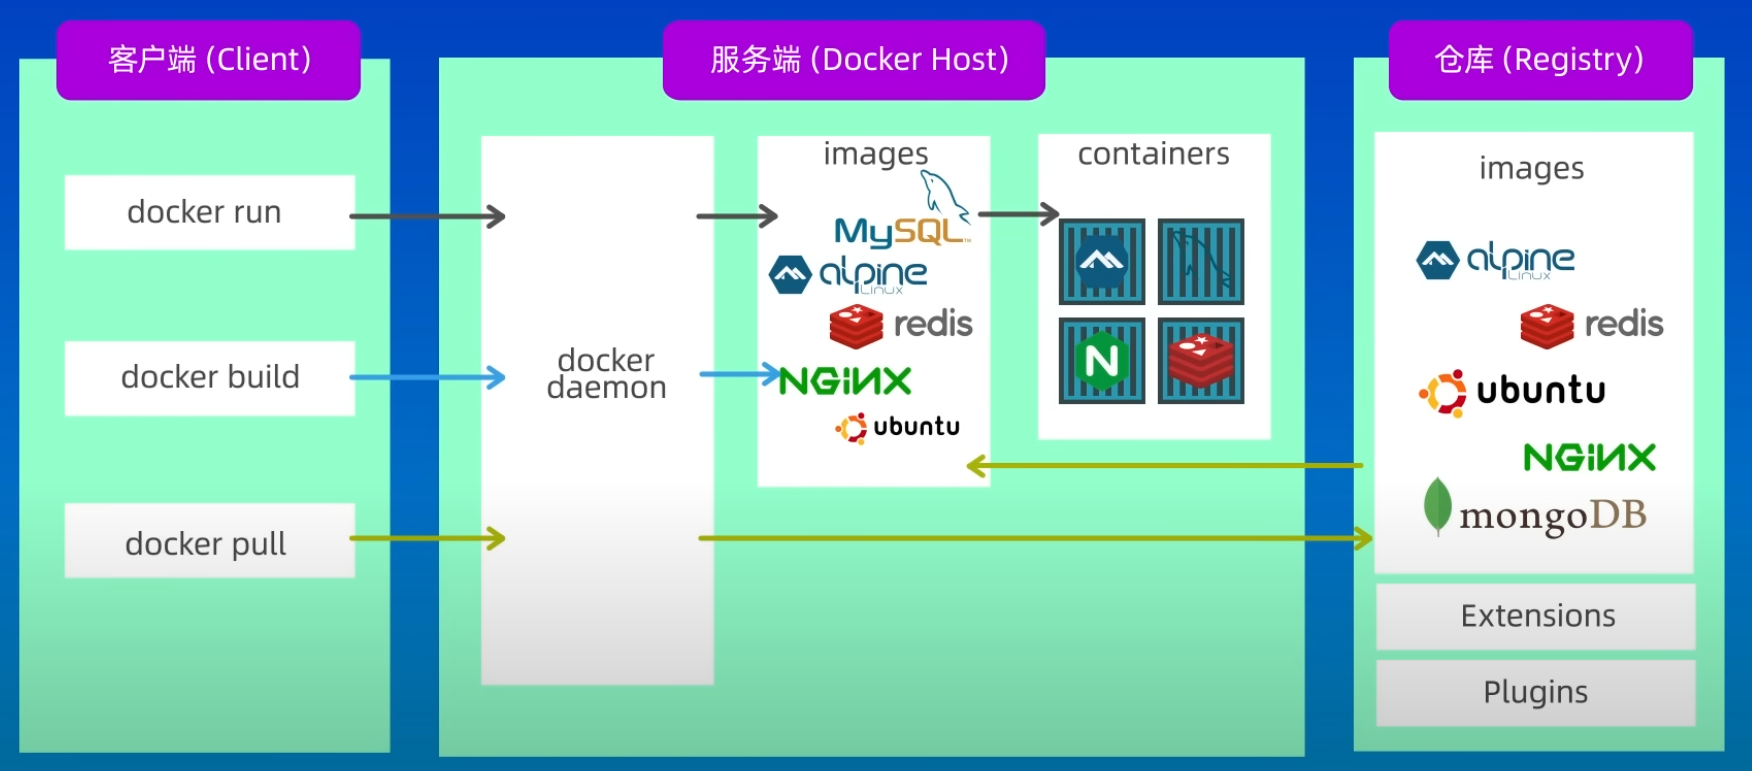 客户端 (Client)
docker run
docker build
docker pull
服务端 (Docker Host)
docker
daemon
images
MySQL™
alpine
Linux
redis
NGINX
ubuntu
containers
N
仓库 (Registry)
images
alpine
Linux
redis
ubuntu
NGINX
mongoDB
Extensions
Plugins